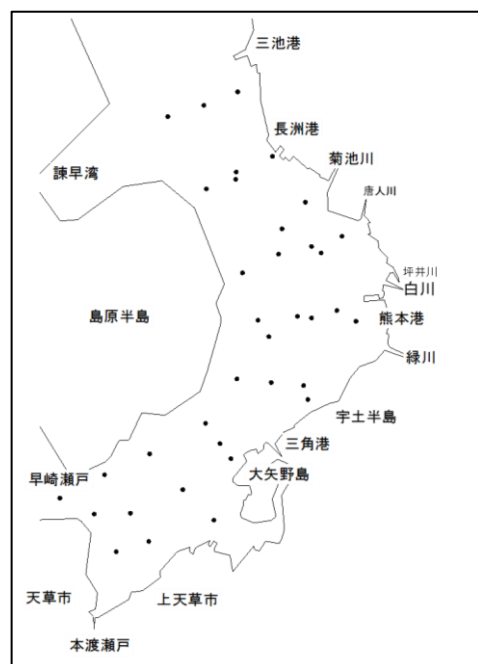 三池港
長洲港
菊池川
諫早湾
唐人川
坪井川
白川
島原半島
熊本港
緑川
宇土半島
三角港
大矢野島
早崎瀬戸
天草市
上天草市
本渡瀬戸